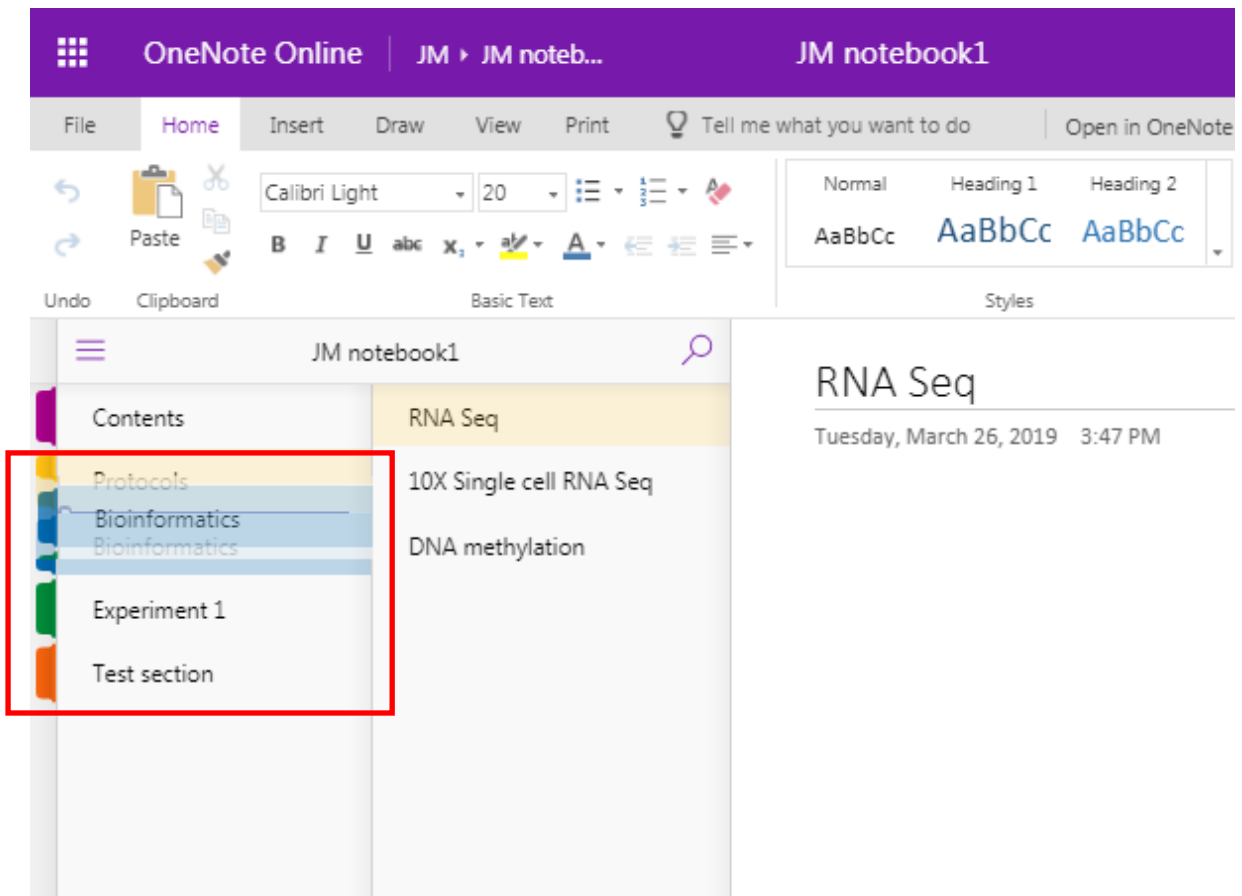 OneNote Online JM ▸ JM noteb... JM notebook1
File Home Insert Draw View Print Tell me what you want to do Open in OneNote
Calibri Light 20 Normal Heading 1 Heading 2
Paste B I U abc x₂ A AaBbCc AaBbCc AaBbCc
Undo Clipboard Basic Text Styles
JM notebook1
Contents
Protocols
Bioinformatics
Bioinformatics
Experiment 1
Test section
RNA Seq
10X Single cell RNA Seq
DNA methylation
RNA Seq
Tuesday, March 26, 2019 3:47 PM